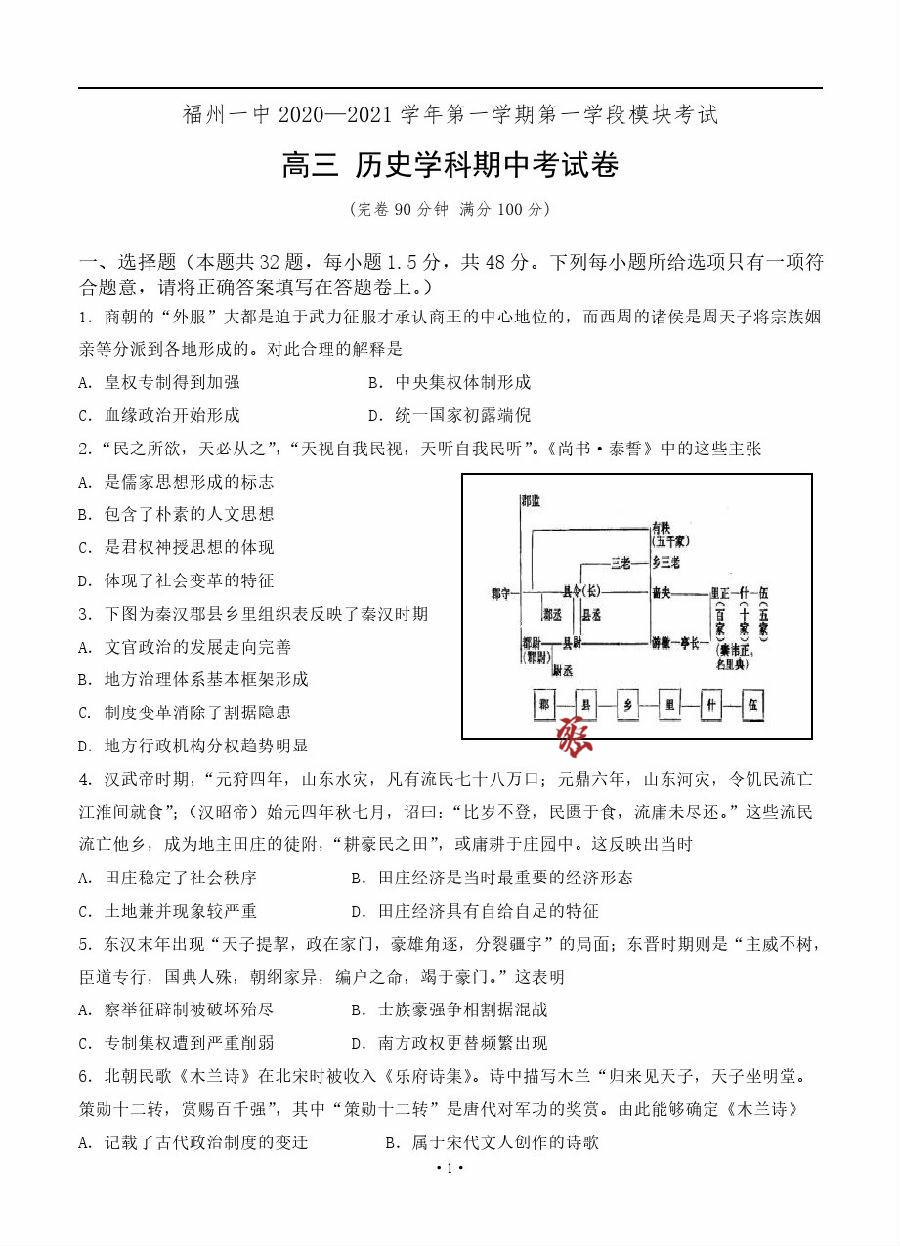 福州一中 2020—2021 学年第一学期第一学段模块考试
高三 历史学科期中考试卷
(完卷 90 分钟 满分 100 分)
一、选择题（本题共 32 题，每小题 1.5 分，共 48 分。下列每小题所给选项只有一项符
合题意，请将正确答案填写在答题卷上。）
1. 商朝的“外服”大都是迫于武力征服才承认商王的中心地位的，而西周的诸侯是周天子将宗族姻
亲等分派到各地形成的。对此合理的解释是
A. 皇权专制得到加强 B. 中央集权体制形成
C. 血缘政治开始形成 D. 统一国家初露端倪
2. “民之所欲，天必从之”，“天视自我民视，天听自我民听”。《尚书·泰誓》中的这些主张
A. 是儒家思想形成的标志
B. 包含了朴素的人文思想
C. 是君权神授思想的体现
D. 体现了社会变革的特征
3. 下图为秦汉郡县乡里组织表反映了秦汉时期
A. 文官政治的发展走向完善
B. 地方治理体系基本框架形成
C. 制度变革消除了割据隐患
D. 地方行政机构分权趋势明显
郡监
有秩
(五千家)
三老 乡三老
郡守 县令(长) 啬夫 里正 什 伍
(百家) (十家) (五家)
郡丞 县丞
郡尉 县尉 游徼 亭长
(郡尉)
尉丞
(秦讳正，
名里典)
郡 县 乡 里 什 伍
4. 汉武帝时期，“元狩四年，山东水灾，凡有流民七十八万口；元鼎六年，山东河灾，令饥民流亡
江淮间就食”；（汉昭帝）始元四年秋七月，诏曰：“比岁不登，民匮于食，流庸未尽还。”这些流民
流亡他乡，成为地主田庄的徒附，“耕豪民之田”，或庸耕于庄园中。这反映出当时
A. 田庄稳定了社会秩序 B. 田庄经济是当时最重要的经济形态
C. 土地兼并现象较严重 D. 田庄经济具有自给自足的特征
5. 东汉末年出现“天子提挈，政在家门，豪雄角逐，分裂疆宇”的局面；东晋时期则是“主威不树，
臣道专行，国典人殊，朝纲家异，编户之命，竭于豪门。”这表明
A. 察举征辟制被破坏殆尽 B. 士族豪强争相割据混战
C. 专制集权遭到严重削弱 D. 南方政权更替频繁出现
6. 北朝民歌《木兰诗》在北宋时被收入《乐府诗集》。诗中描写木兰“归来见天子，天子坐明堂。
策勋十二转，赏赐百千强”，其中“策勋十二转”是唐代对军功的奖赏。由此能够确定《木兰诗》
A. 记载了古代政治制度的变迁 B. 属于宋代文人创作的诗歌
·1·